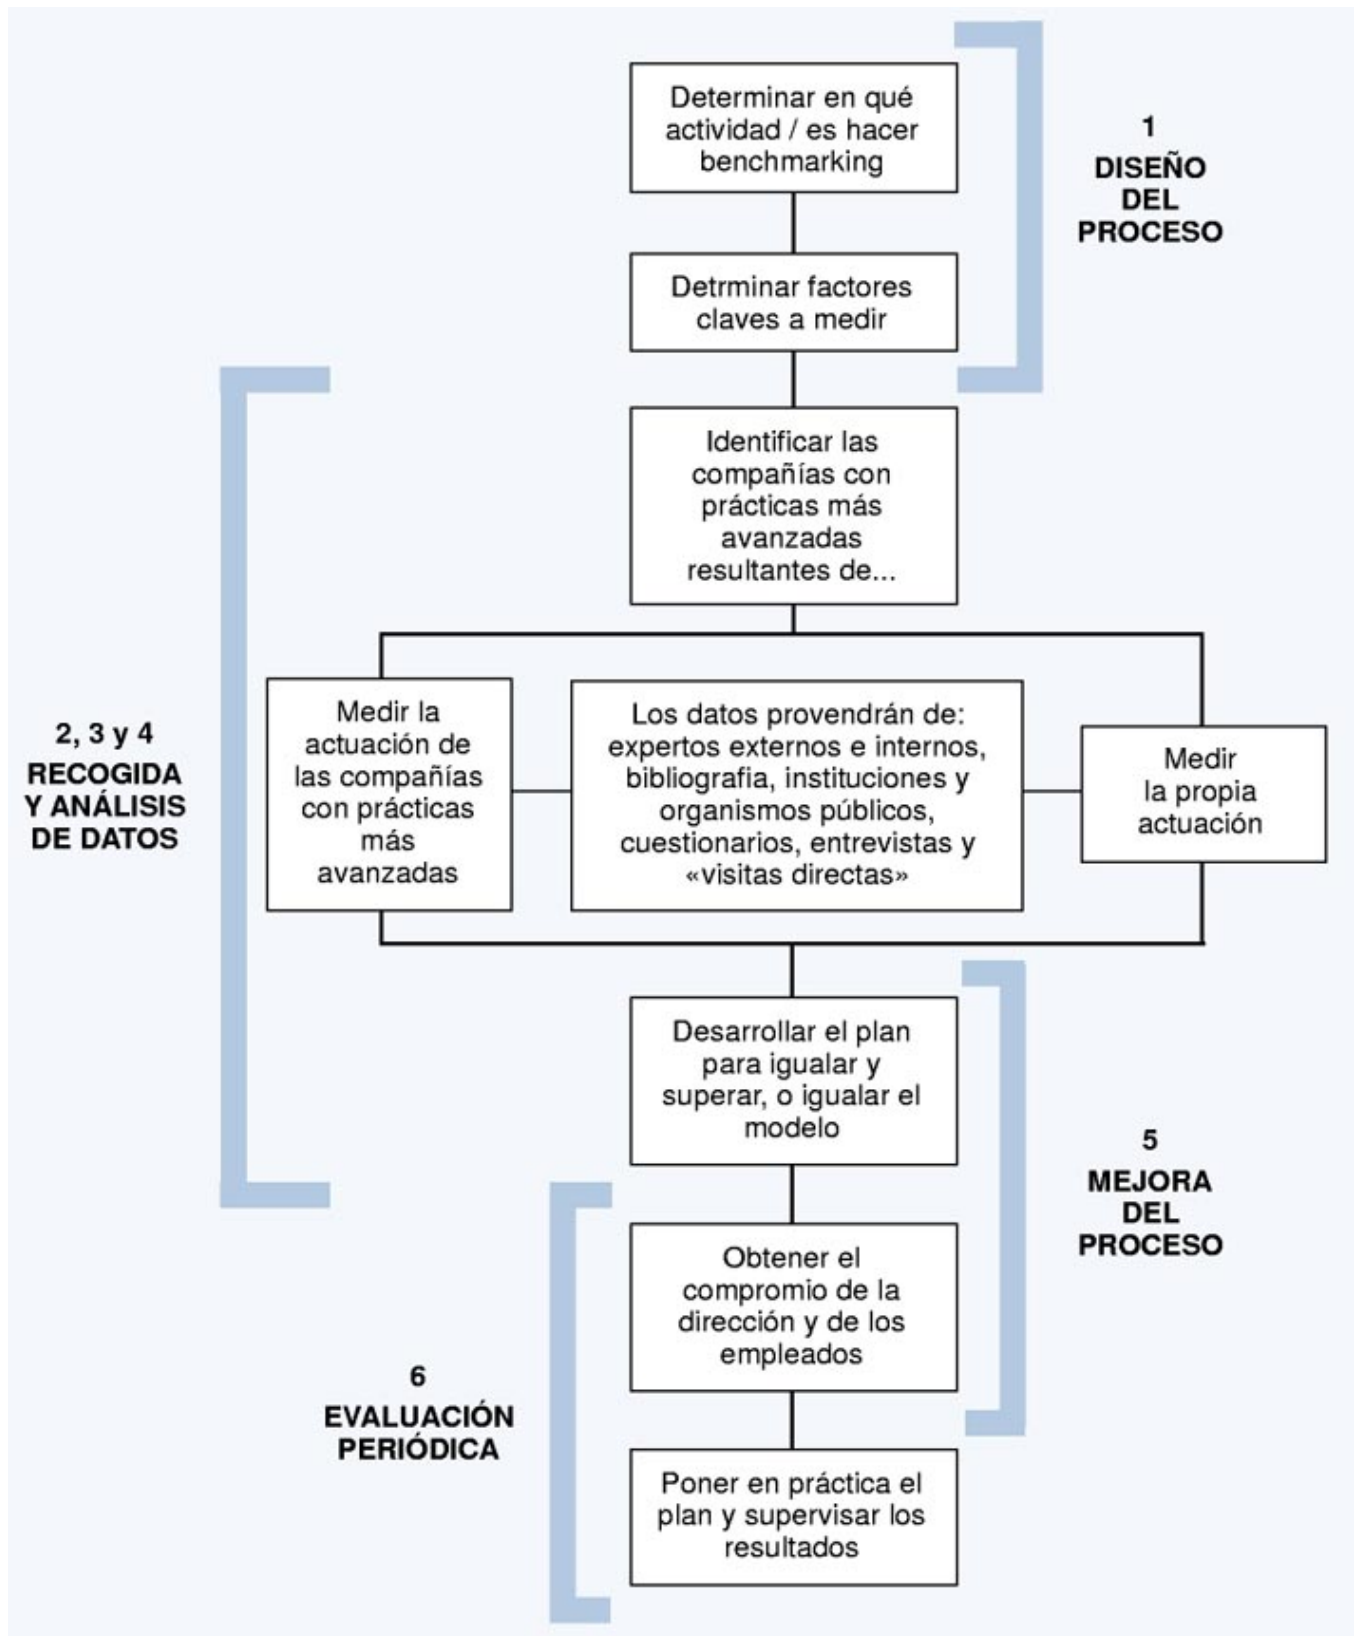 Determinar en qué
actividad / es hacer
benchmarking
1
DISEÑO
DEL
PROCESO
Detrminar factores
claves a medir
Identificar las
compañías con
prácticas más
avanzadas
resultantes de...
2, 3 y 4
RECOGIDA
Y ANÁLISIS
DE DATOS
Medir la
actuación de
las compañías
con prácticas
más
avanzadas
Los datos provendrán de:
expertos externos e internos,
bibliografia, instituciones y
organismos públicos,
cuestionarios, entrevistas y
«visitas directas»
Medir
la propia
actuación
Desarrollar el plan
para igualar y
superar, o igualar el
modelo
5
MEJORA
DEL
PROCESO
Obtener el
compromio de la
dirección y de los
empleados
6
EVALUACIÓN
PERIÓDICA
Poner en práctica el
plan y supervisar los
resultados